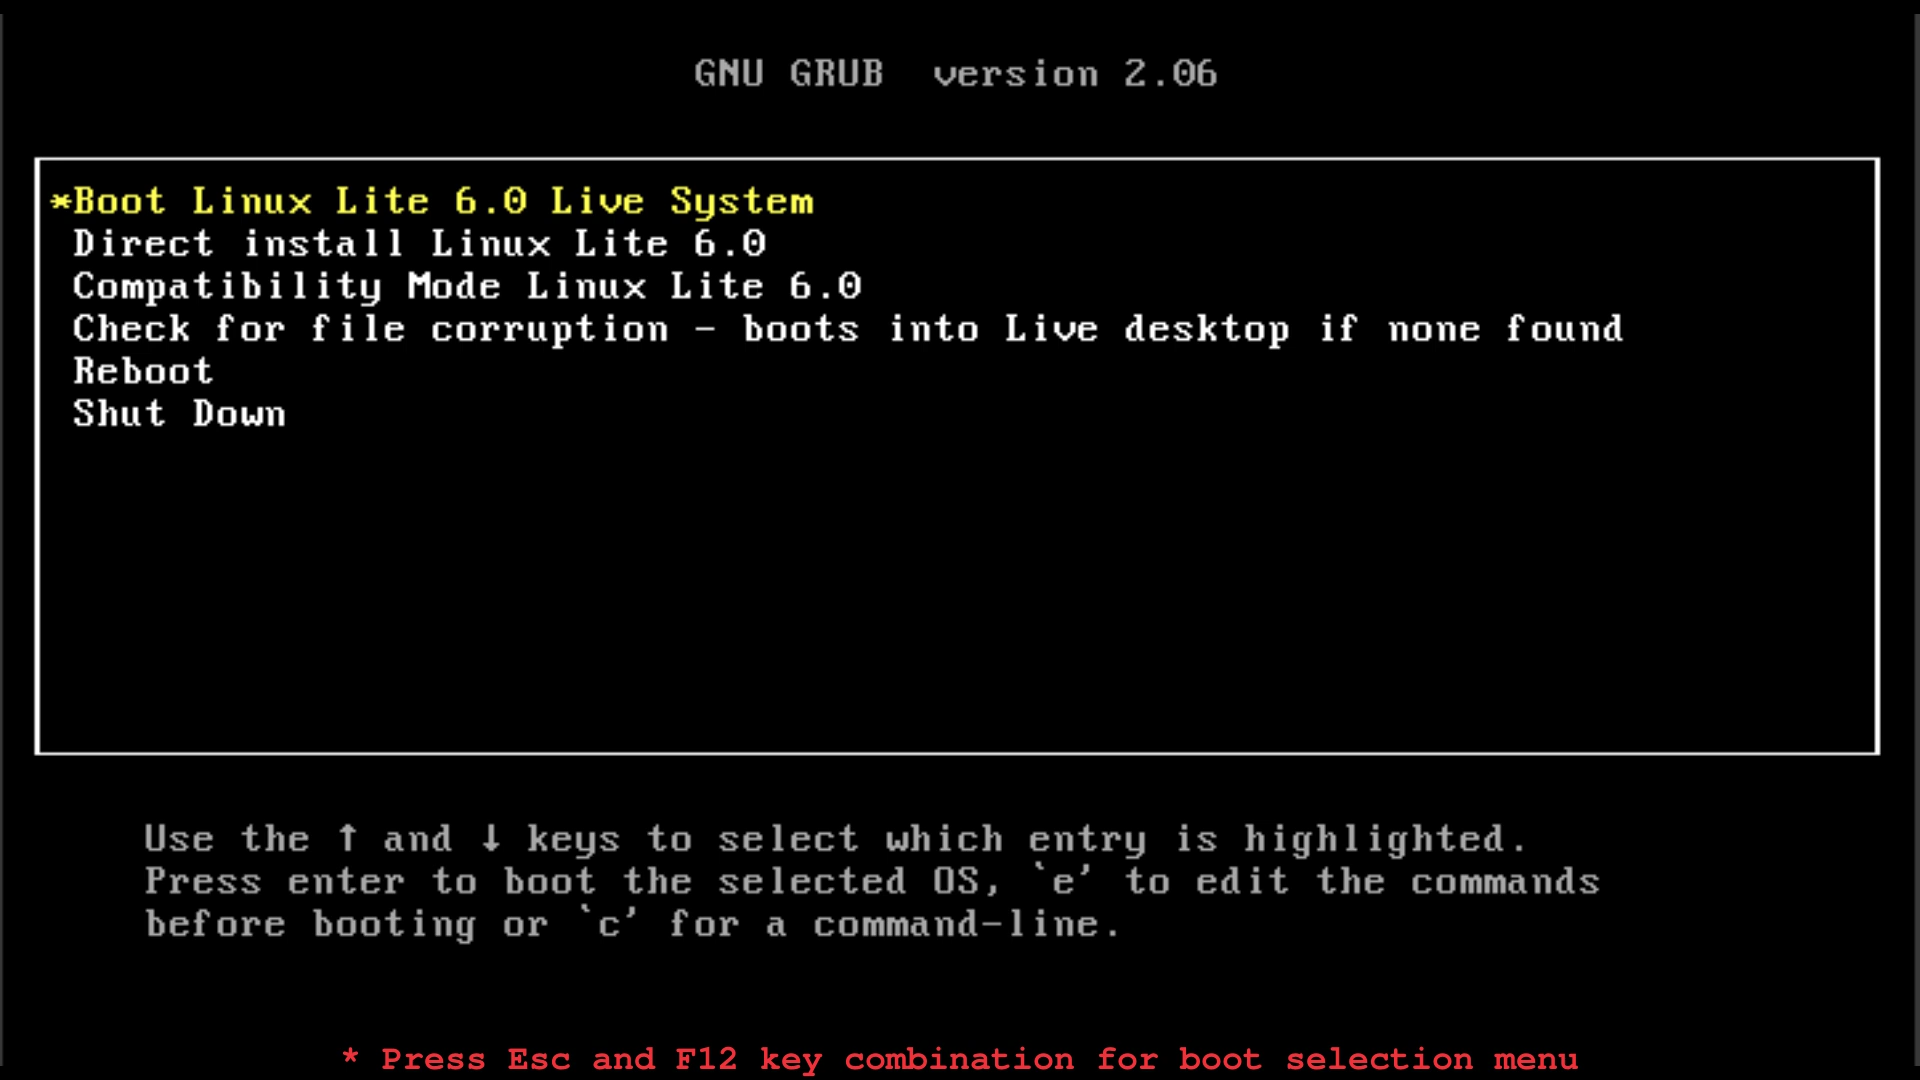 GNU GRUB  version 2.06
*Boot Linux Lite 6.0 Live System
Direct install Linux Lite 6.0
Compatibility Mode Linux Lite 6.0
Check for file corruption - boots into Live desktop if none found
Reboot
Shut Down
Use the ↑ and ↓ keys to select which entry is highlighted.
Press enter to boot the selected OS, `e' to edit the commands
before booting or `c' for a command-line.
* Press Esc and F12 key combination for boot selection menu